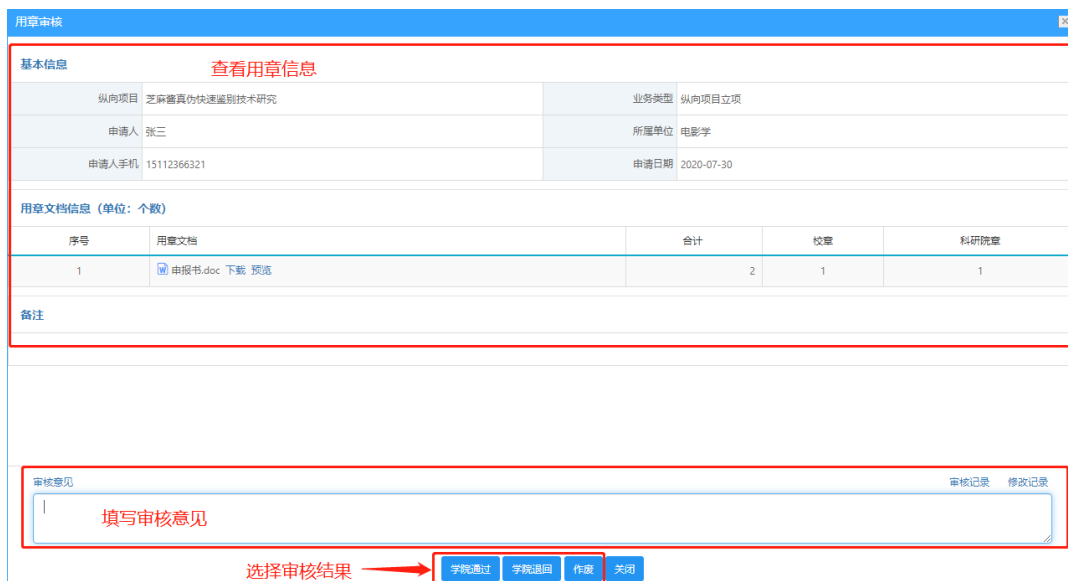 用章审核
基本信息
查看用章信息
纵向项目 芝麻酱真伪快速鉴别技术研究 业务类型 纵向项目立项
申请人 张三 所属单位 电影学
申请人手机 15112366321 申请日期 2020-07-30
用章文档信息（单位：个数）
序号 用章文档 合计 校章 科研院章
1 申报书.doc 下载 预览 2 1 1
备注
审核意见 审核记录 修改记录
填写审核意见
选择审核结果 学院通过 学院退回 作废 关闭